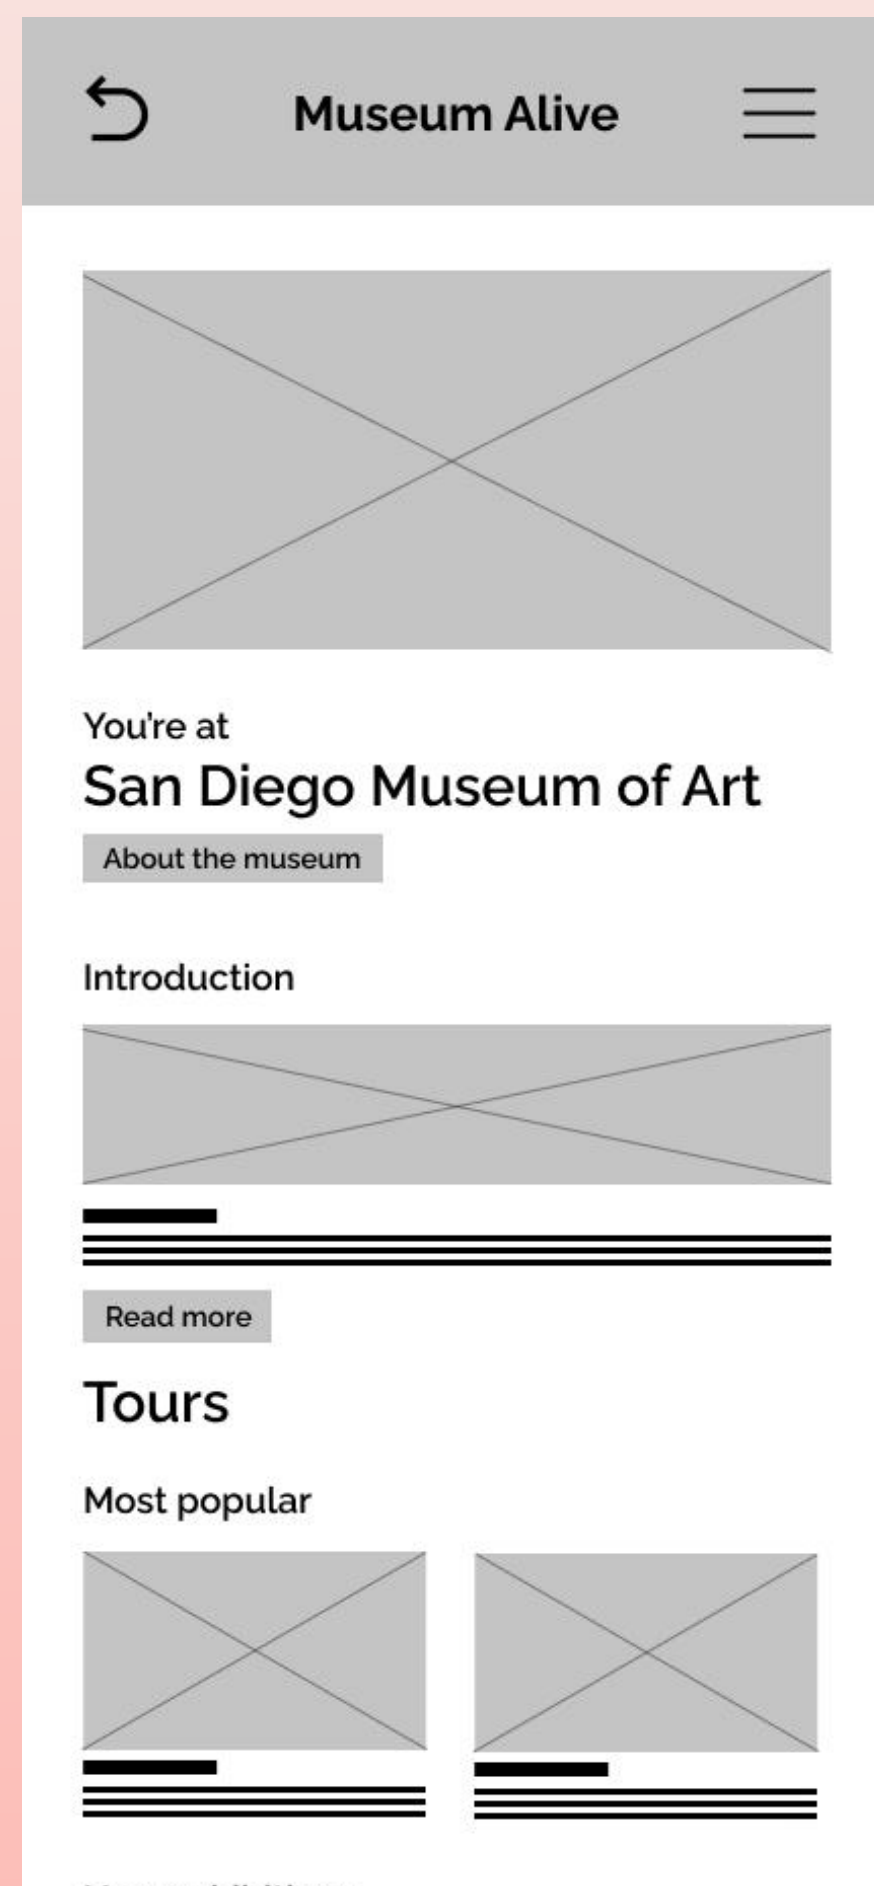 Museum Alive
You're at
San Diego Museum of Art
About the museum
Introduction
Read more
Tours
Most popular